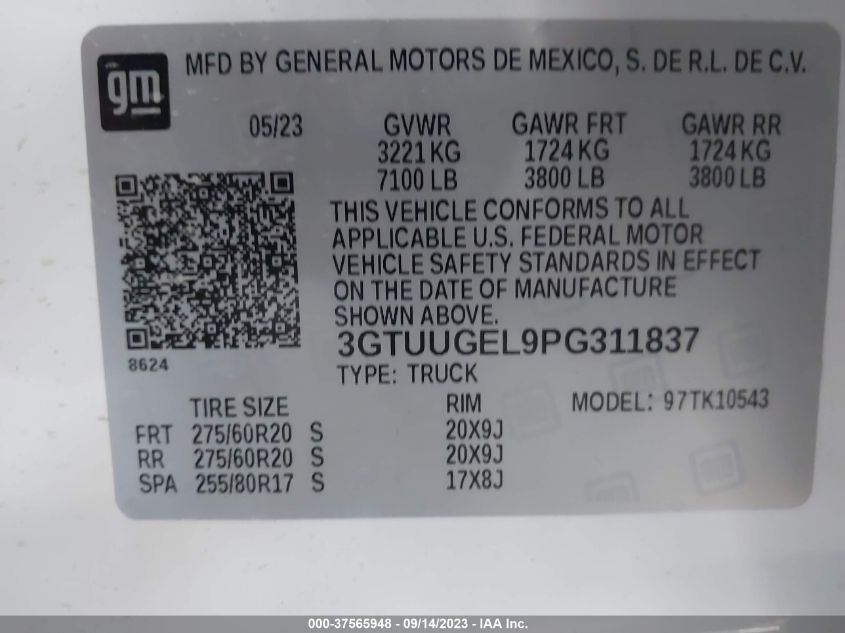 gm
MFD BY GENERAL MOTORS DE MEXICO, S. DE R.L. DE C.V.
05/23 GVWR GAWR FRT GAWR RR
3221 KG 1724 KG 1724 KG
7100 LB 3800 LB 3800 LB
THIS VEHICLE CONFORMS TO ALL
APPLICABLE U.S. FEDERAL MOTOR
VEHICLE SAFETY STANDARDS IN EFFECT
ON THE DATE OF MANUFACTURE
SHOWN ABOVE.
3GTUUGEL9PG311837
8624
TYPE: TRUCK
TIRE SIZE RIM MODEL: 97TK10543
FRT 275/60R20 S 20X9J
RR 275/60R20 S 20X9J
SPA 255/80R17 S 17X8J
000-37565948 - 09/14/2023 - IAA Inc.